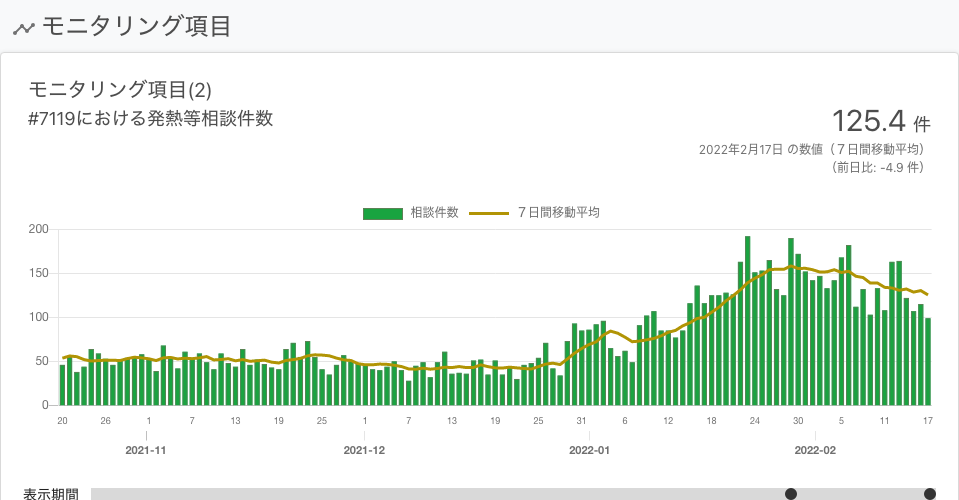 モニタリング項目
モニタリング項目(2)
#7119における発熱等相談件数
125.4 件
2022年2月17日 の数値（７日間移動平均）
（前日比: -4.9 件）
相談件数 ７日間移動平均
200
150
100
50
0
20 26 1 7 13 19 25 1 7 13 19 25 31 6 12 18 24 30 5 11 17
2021-11 2021-12 2022-01 2022-02
表示期間